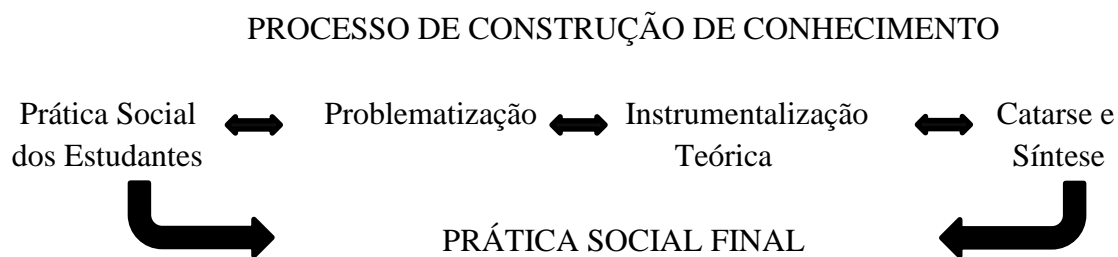 PROCESSO DE CONSTRUÇÃO DE CONHECIMENTO
Prática Social
dos Estudantes
Problematização
Instrumentalização
Teórica
Catarse e
Síntese
PRÁTICA SOCIAL FINAL